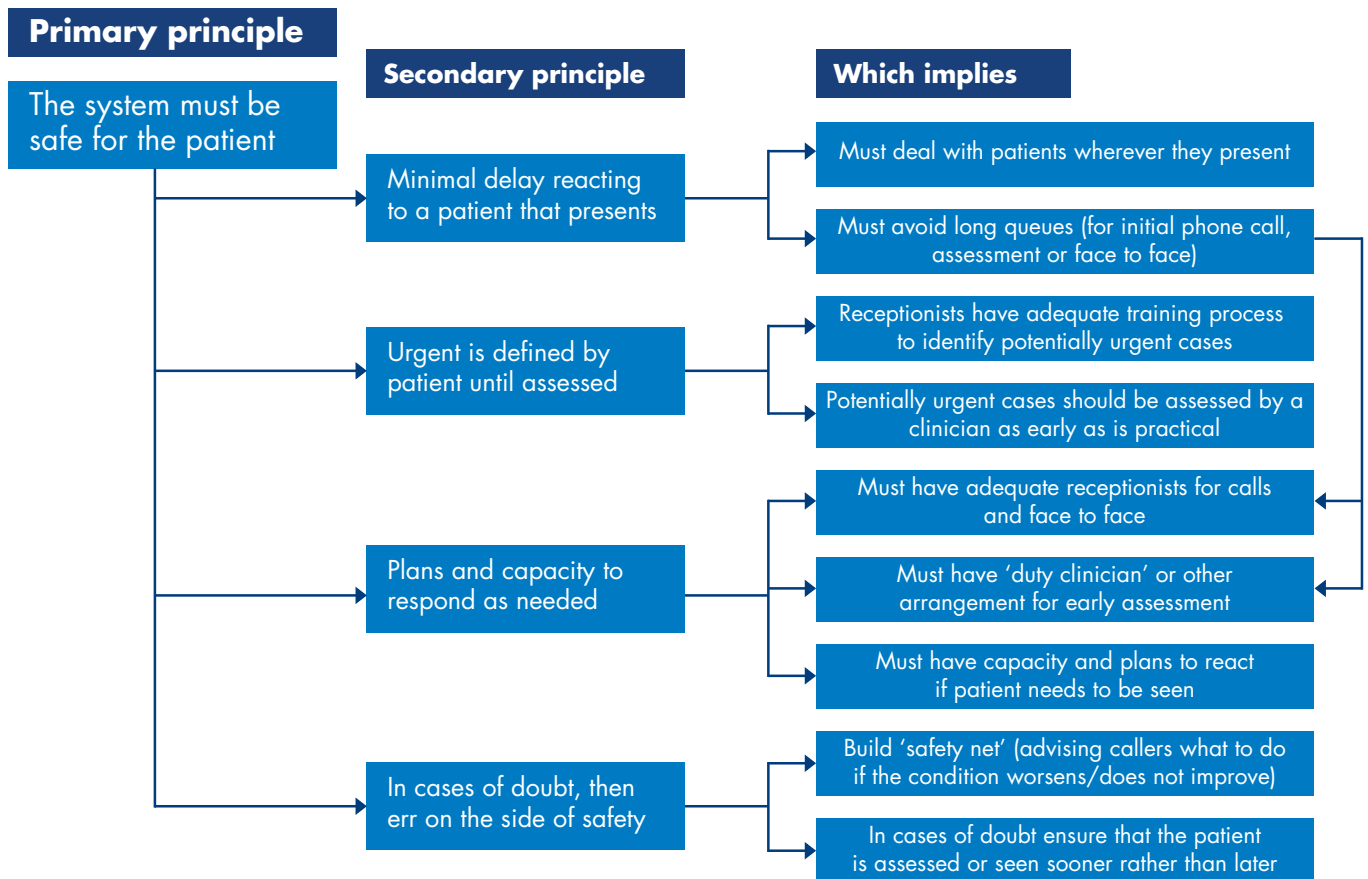 Primary principle
Secondary principle
Which implies
The system must be
safe for the patient
Minimal delay reacting
to a patient that presents
Must deal with patients wherever they present
Must avoid long queues (for initial phone call,
assessment or face to face)
Urgent is defined by
patient until assessed
Receptionists have adequate training process
to identify potentially urgent cases
Potentially urgent cases should be assessed by a
clinician as early as is practical
Plans and capacity to
respond as needed
Must have adequate receptionists for calls
and face to face
Must have ‘duty clinician’ or other
arrangement for early assessment
Must have capacity and plans to react
if patient needs to be seen
In cases of doubt, then
err on the side of safety
Build ‘safety net’ (advising callers what to do
if the condition worsens/does not improve)
In cases of doubt ensure that the patient
is assessed or seen sooner rather than later